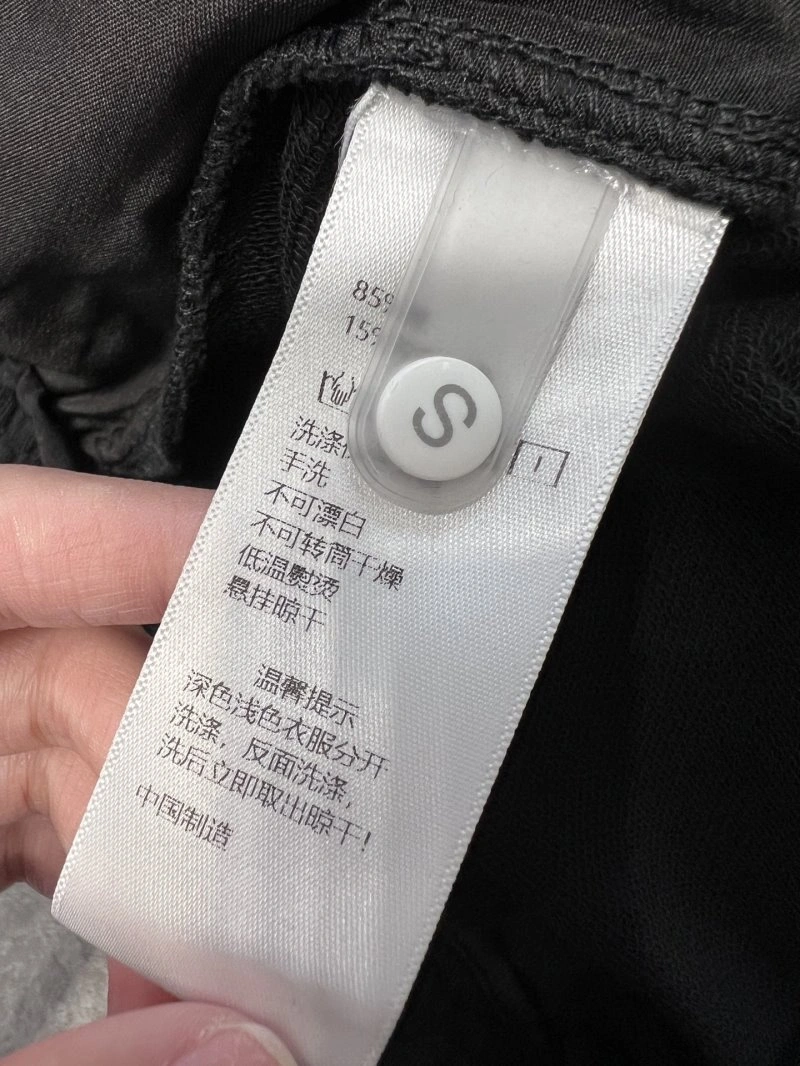 85%
15%
S
洗涤
手洗
不可漂白
不可转筒干燥
低温熨烫
悬挂晾干
温馨提示
深色浅色衣服分开
洗涤，反面洗涤，
洗后立即取出晾干！
中国制造